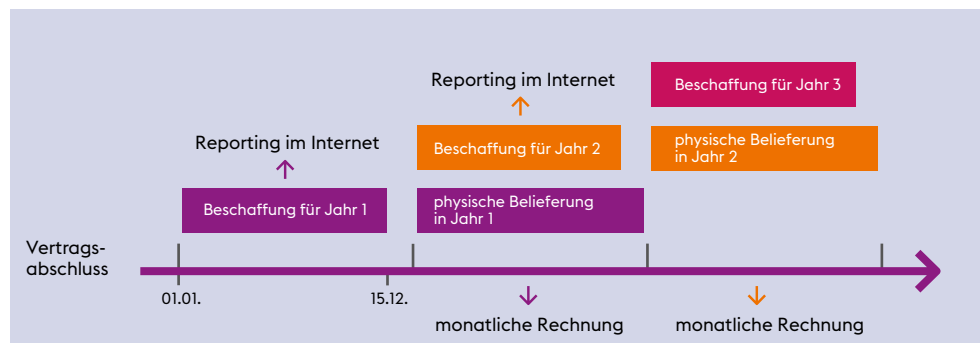 Reporting im Internet
Beschaffung für Jahr 3
Reporting im Internet
Beschaffung für Jahr 2
physische Belieferung
in Jahr 2
Beschaffung für Jahr 1
physische Belieferung
in Jahr 1
Vertrags-
abschluss
01.01.
15.12.
monatliche Rechnung
monatliche Rechnung